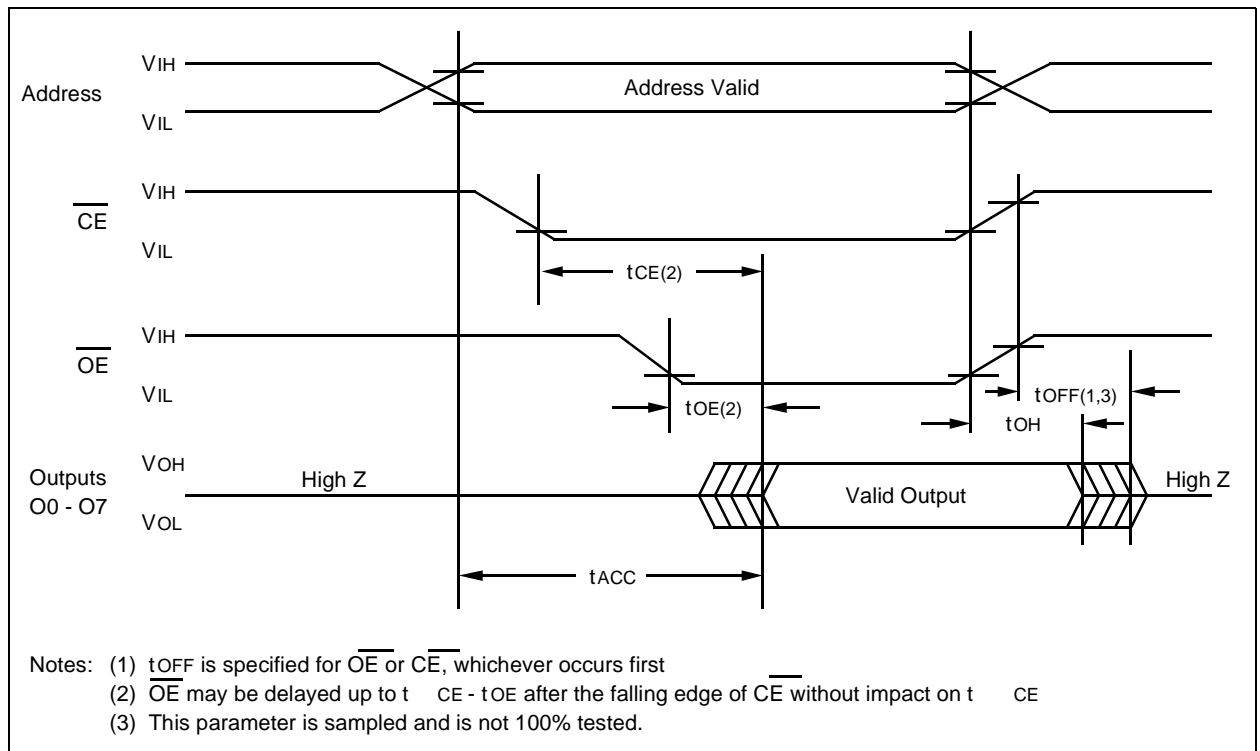 VIH
Address
Address Valid
VIL
VIH
CE
VIL
tCE(2)
VIH
OE
VIL
tOE(2)
tOFF(1,3)
tOH
VOH
Outputs
O0 - O7
High Z
Valid Output
High Z
VOL
tACC
Notes: (1) tOFF is specified for OE or CE, whichever occurs first
(2) OE may be delayed up to t CE - tOE after the falling edge of CE without impact on t CE
(3) This parameter is sampled and is not 100% tested.